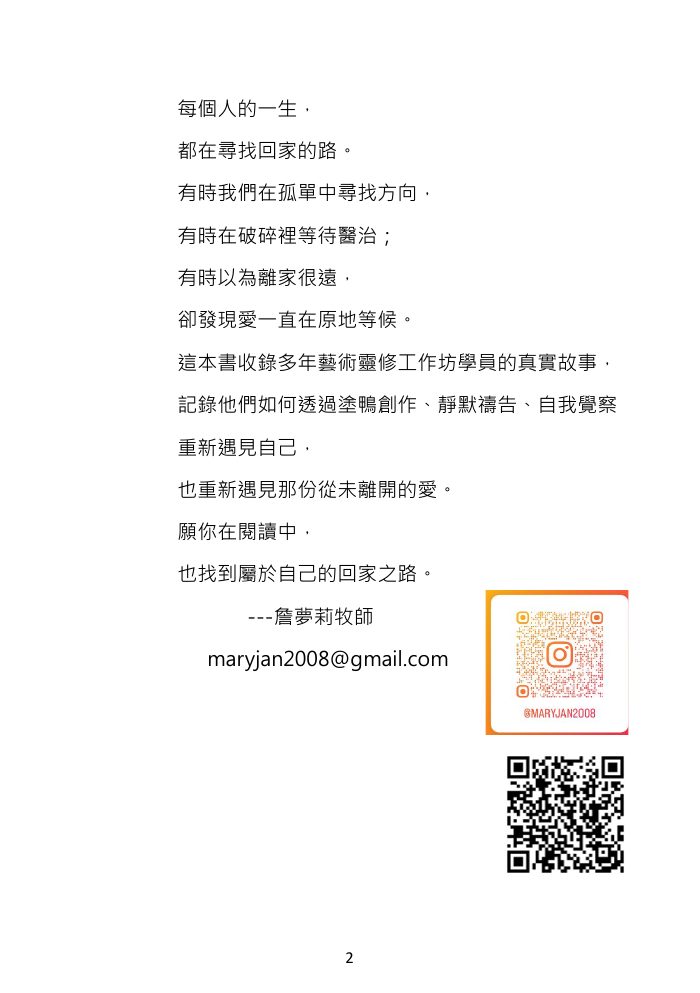 每個人的一生，
都在尋找回家的路。
有時我們在孤單中尋找方向，
有時在破碎裡等待醫治；
有時以為離家很遠，
卻發現愛一直在原地等候。
這本書收錄多年藝術靈修工作坊學員的真實故事，
記錄他們如何透過塗鴨創作、靜默禱告、自我覺察
重新遇見自己，
也重新遇見那份從未離開的愛。
願你在閱讀中，
也找到屬於自己的回家之路。
---詹夢莉牧師
maryjan2008@gmail.com
@MARYJAN2008
2